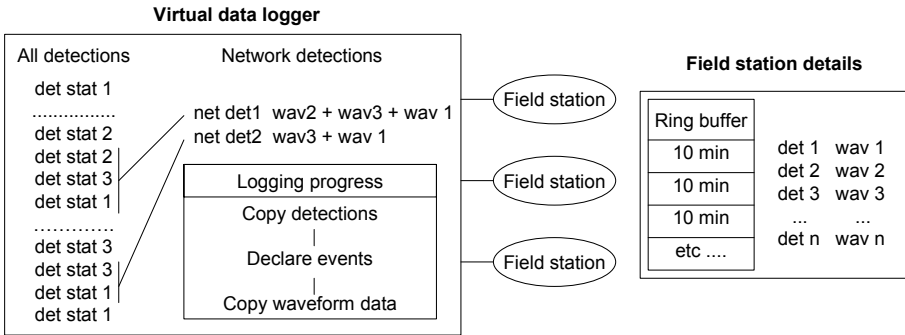 Virtual data logger
All detections
det stat 1
................
det stat 2
det stat 2
det stat 3
det stat 1
.............
det stat 3
det stat 3
det stat 1
det stat 1
Network detections
net det1 wav2 + wav3 + wav 1
net det2 wav3 + wav 1
Logging progress
Copy detections
Declare events
Copy waveform data
Field station
Field station
Field station
Field station details
Ring buffer
10 min
10 min
10 min
etc ....
det 1 wav 1
det 2 wav 2
det 3 wav 3
... ...
det n wav n